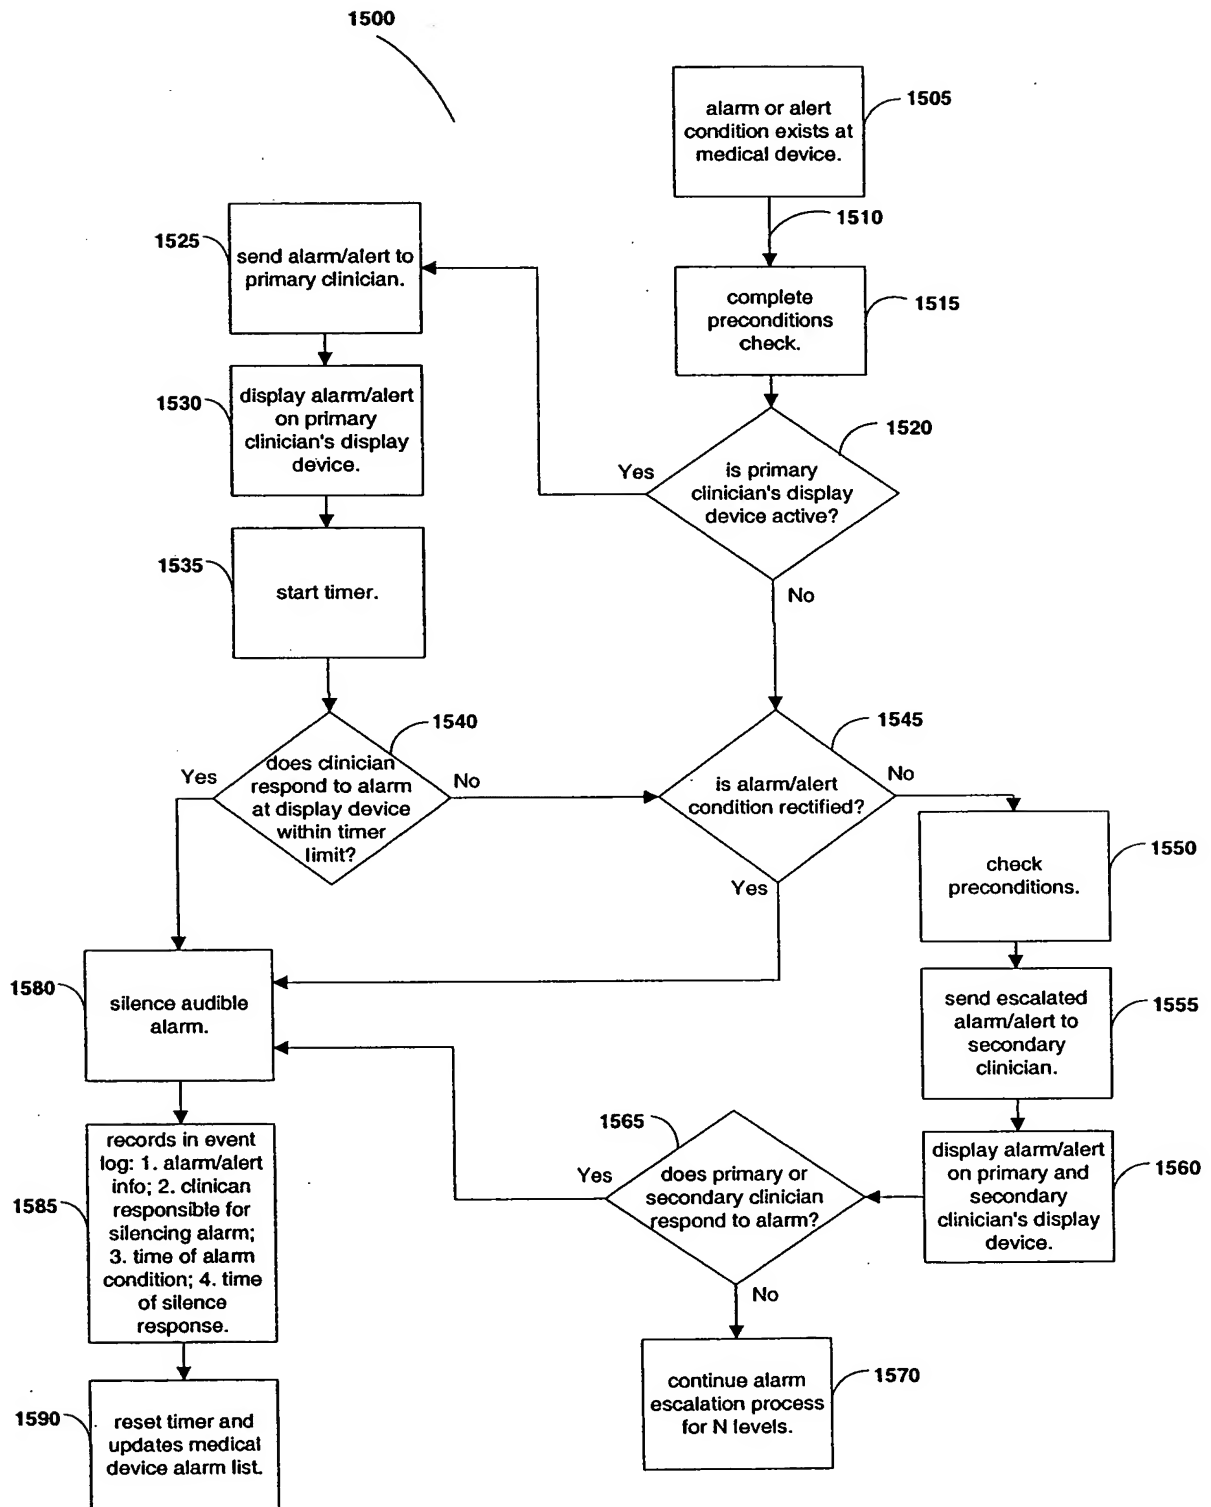 1500
alarm or alert
condition exists at
medical device.
1505
1510
1525
send alarm/alert to
primary clinician.
complete
preconditions
check.
1515
1530
display alarm/alert
on primary
clinician's display
device.
1520
Yes
is primary
clinician's display
device active?
No
1535
start timer.
1540
Yes
does clinician
respond to alarm
at display device
within timer
limit?
No
1545
is alarm/alert
condition rectified?
No
Yes
1550
check
preconditions.
1580
silence audible
alarm.
send escalated
alarm/alert to
secondary
clinician.
1555
1585
records in event
log: 1. alarm/alert
info; 2. clinican
responsible for
silencing alarm;
3. time of alarm
condition; 4. time
of silence
response.
1565
Yes
does primary or
secondary clinician
respond to alarm?
No
display alarm/alert
on primary and
secondary
clinician's display
device.
1560
1590
reset timer and
updates medical
device alarm list.
continue alarm
escalation process
for N levels.
1570